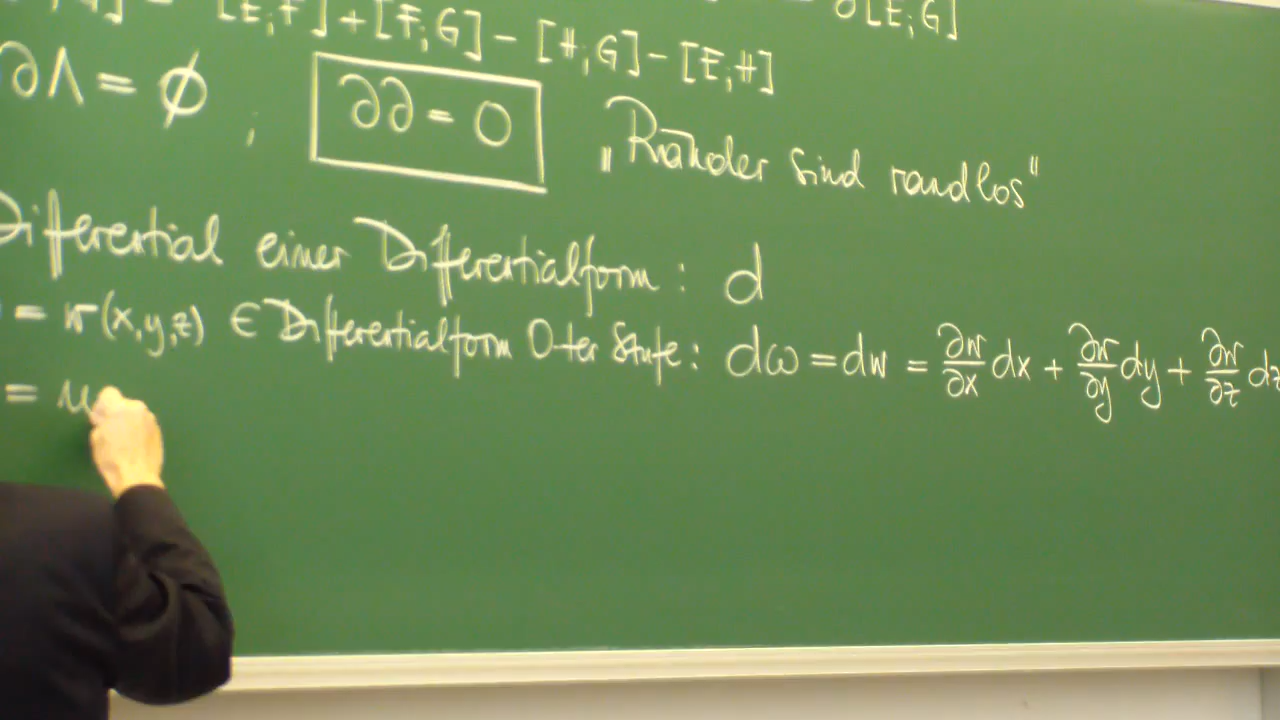 [E;F] + [F;G] - [H;G] - [E;H] ∂[E;G]
∂Λ = ∅ ; ∂∂ = 0 „Ränder sind randlos"
Differential einer Differentialform: d
= w(x,y,z) ∈ Differentialform 0-ter Stufe: dω = dw = ∂w/∂x dx + ∂w/∂y dy + ∂w/∂z dz
= u